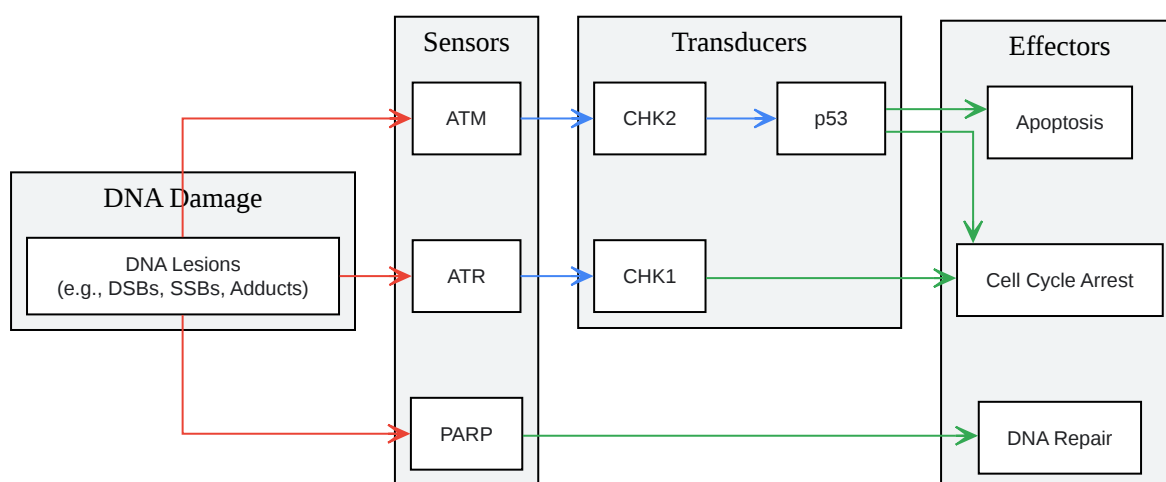 Sensors
Transducers
Effectors
ATM
CHK2
p53
Apoptosis
DNA Damage
DNA Lesions
(e.g., DSBs, SSBs, Adducts)
ATR
CHK1
Cell Cycle Arrest
PARP
DNA Repair